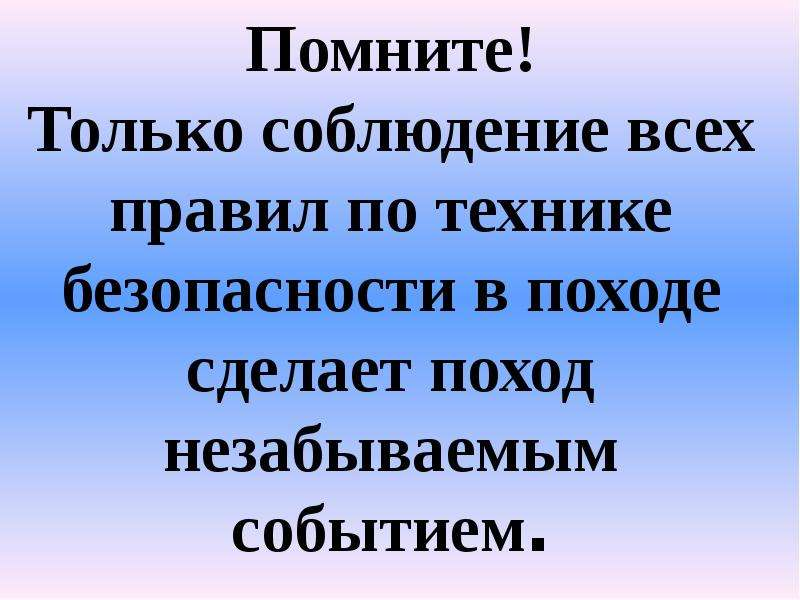 Помните!
Только соблюдение всех
правил по технике
безопасности в походе
сделает поход
незабываемым
событием.